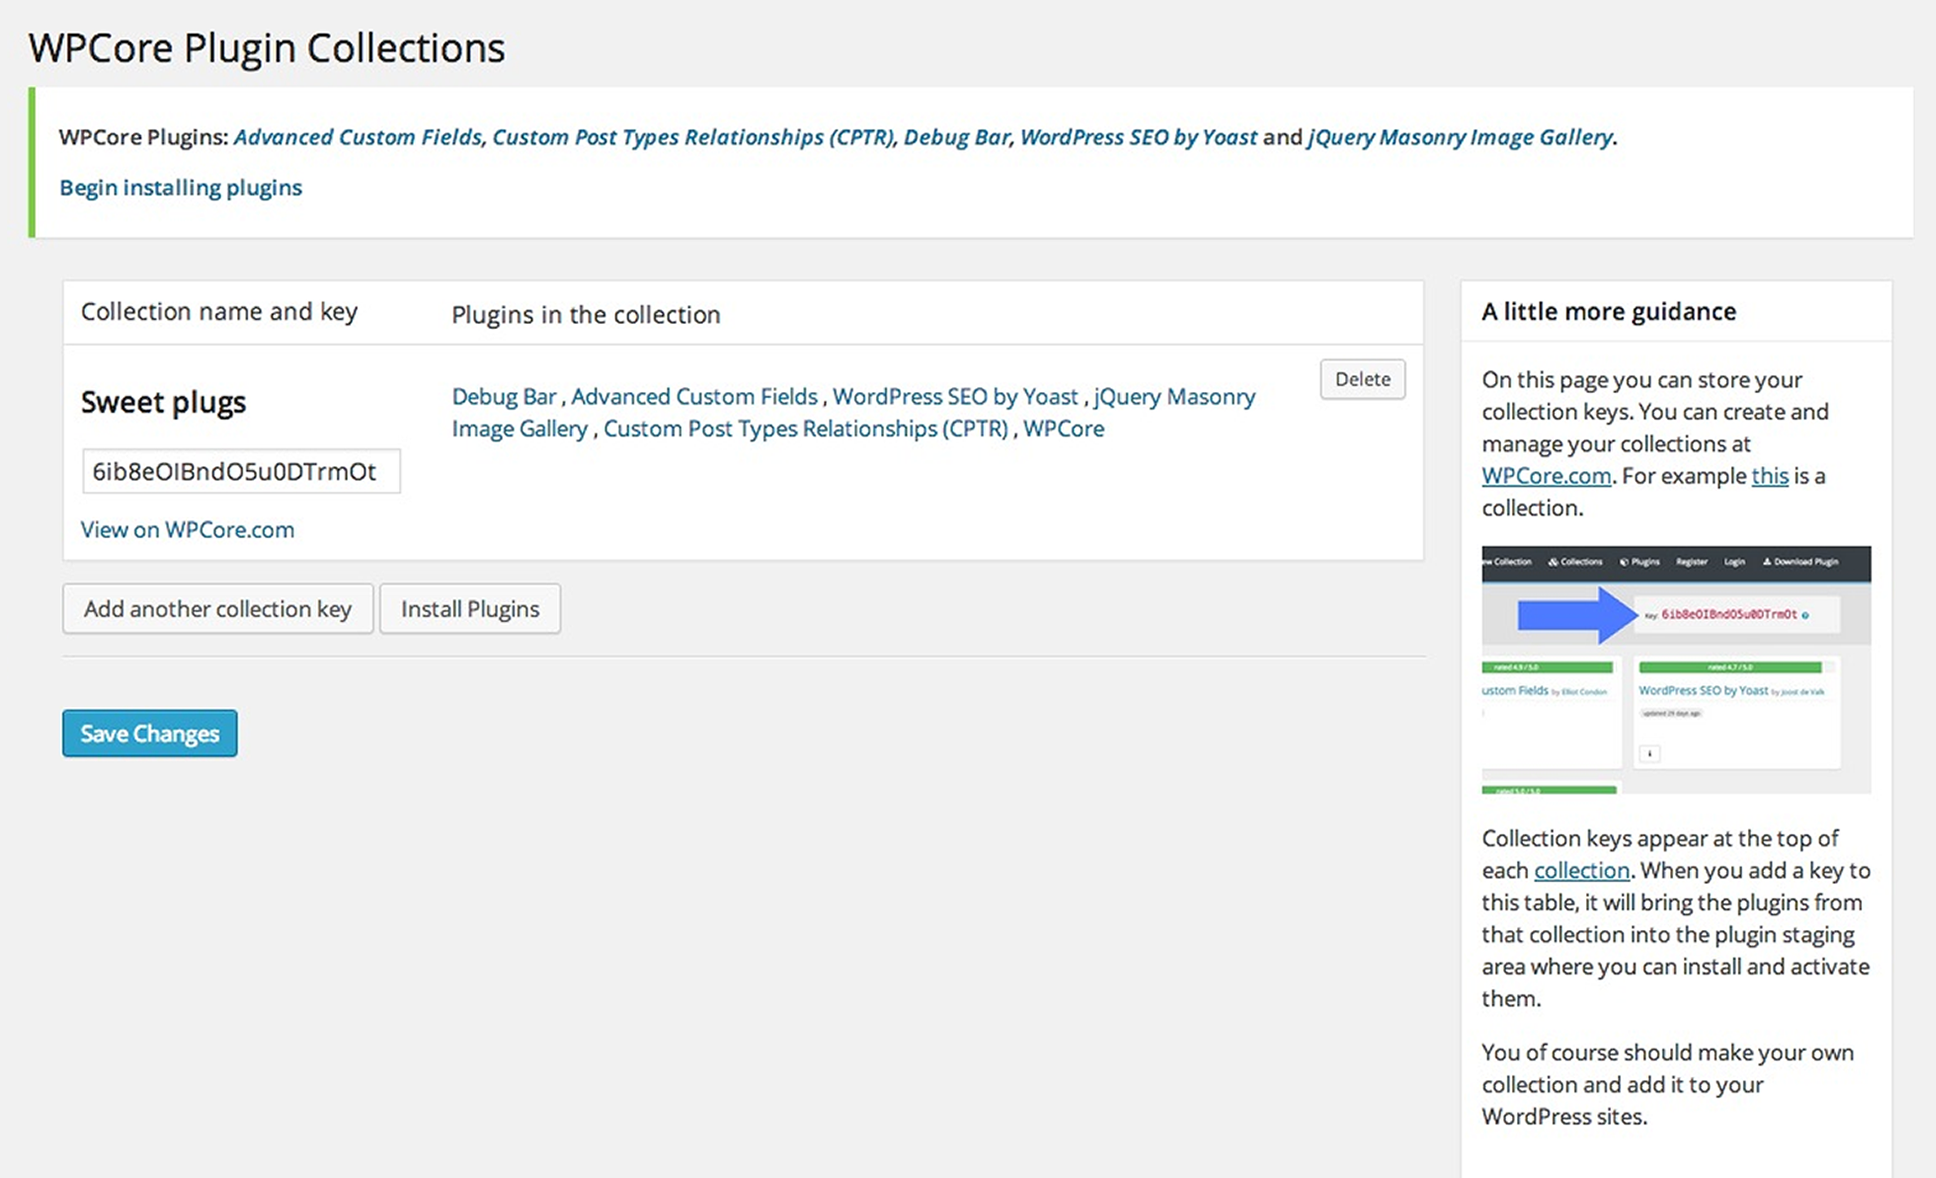 WPCore Plugin Collections
WPCore Plugins: Advanced Custom Fields, Custom Post Types Relationships (CPTR), Debug Bar, WordPress SEO by Yoast and jQuery Masonry Image Gallery.
Begin installing plugins
Collection name and key
Plugins in the collection
Sweet plugs
6ib8eOIBndO5u0DTrmOt
View on WPCore.com
Debug Bar , Advanced Custom Fields , WordPress SEO by Yoast , jQuery Masonry
Image Gallery , Custom Post Types Relationships (CPTR) , WPCore
Delete
Add another collection key
Install Plugins
Save Changes
A little more guidance
On this page you can store your
collection keys. You can create and
manage your collections at
WPCore.com. For example this is a
collection.
ew Collection Collections Plugins Register Login Download Plugin
Key: 6ib8eOIBndO5u0DTrmOt
rated 4.9 / 5.0
rated 4.7 / 5.0
ustom Fields by Elliot Condon
WordPress SEO by Yoast by Joost de Valk
updated 29 days ago
rated 5.0 / 5.0
Collection keys appear at the top of
each collection. When you add a key to
this table, it will bring the plugins from
that collection into the plugin staging
area where you can install and activate
them.
You of course should make your own
collection and add it to your
WordPress sites.